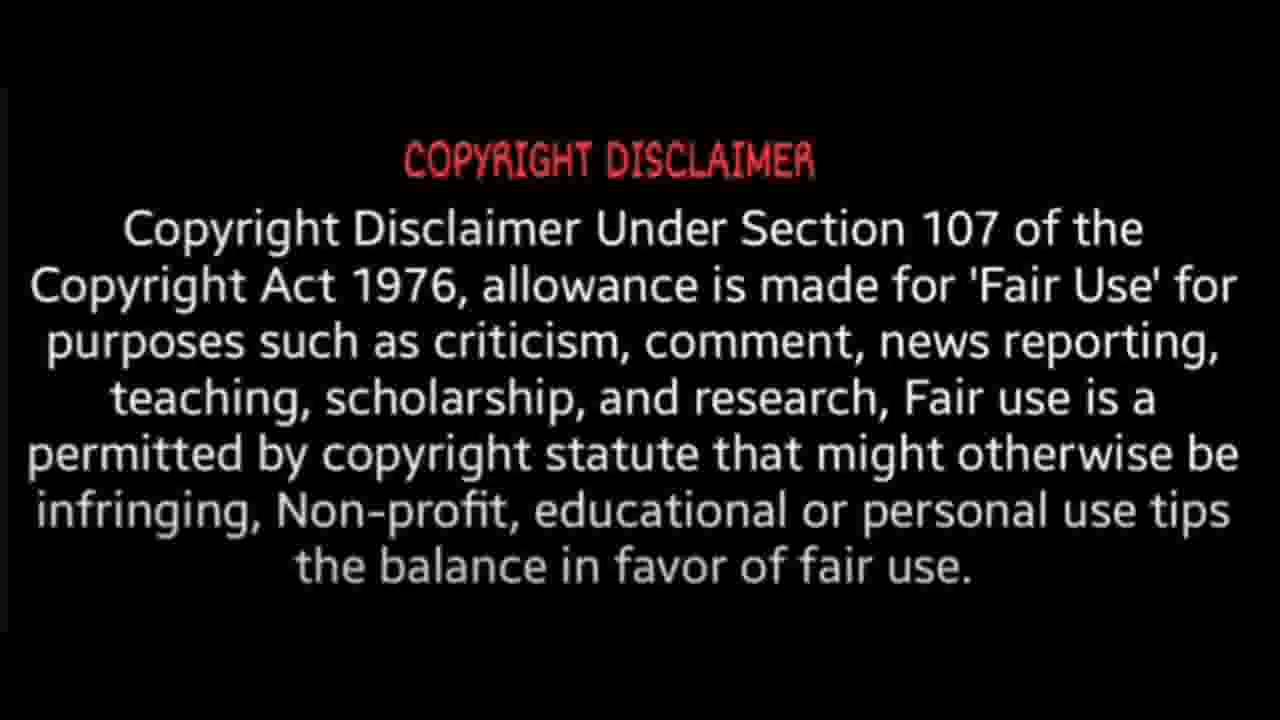 COPYRIGHT DISCLAIMER
Copyright Disclaimer Under Section 107 of the
Copyright Act 1976, allowance is made for 'Fair Use' for
purposes such as criticism, comment, news reporting,
teaching, scholarship, and research, Fair use is a
permitted by copyright statute that might otherwise be
infringing, Non-profit, educational or personal use tips
the balance in favor of fair use.